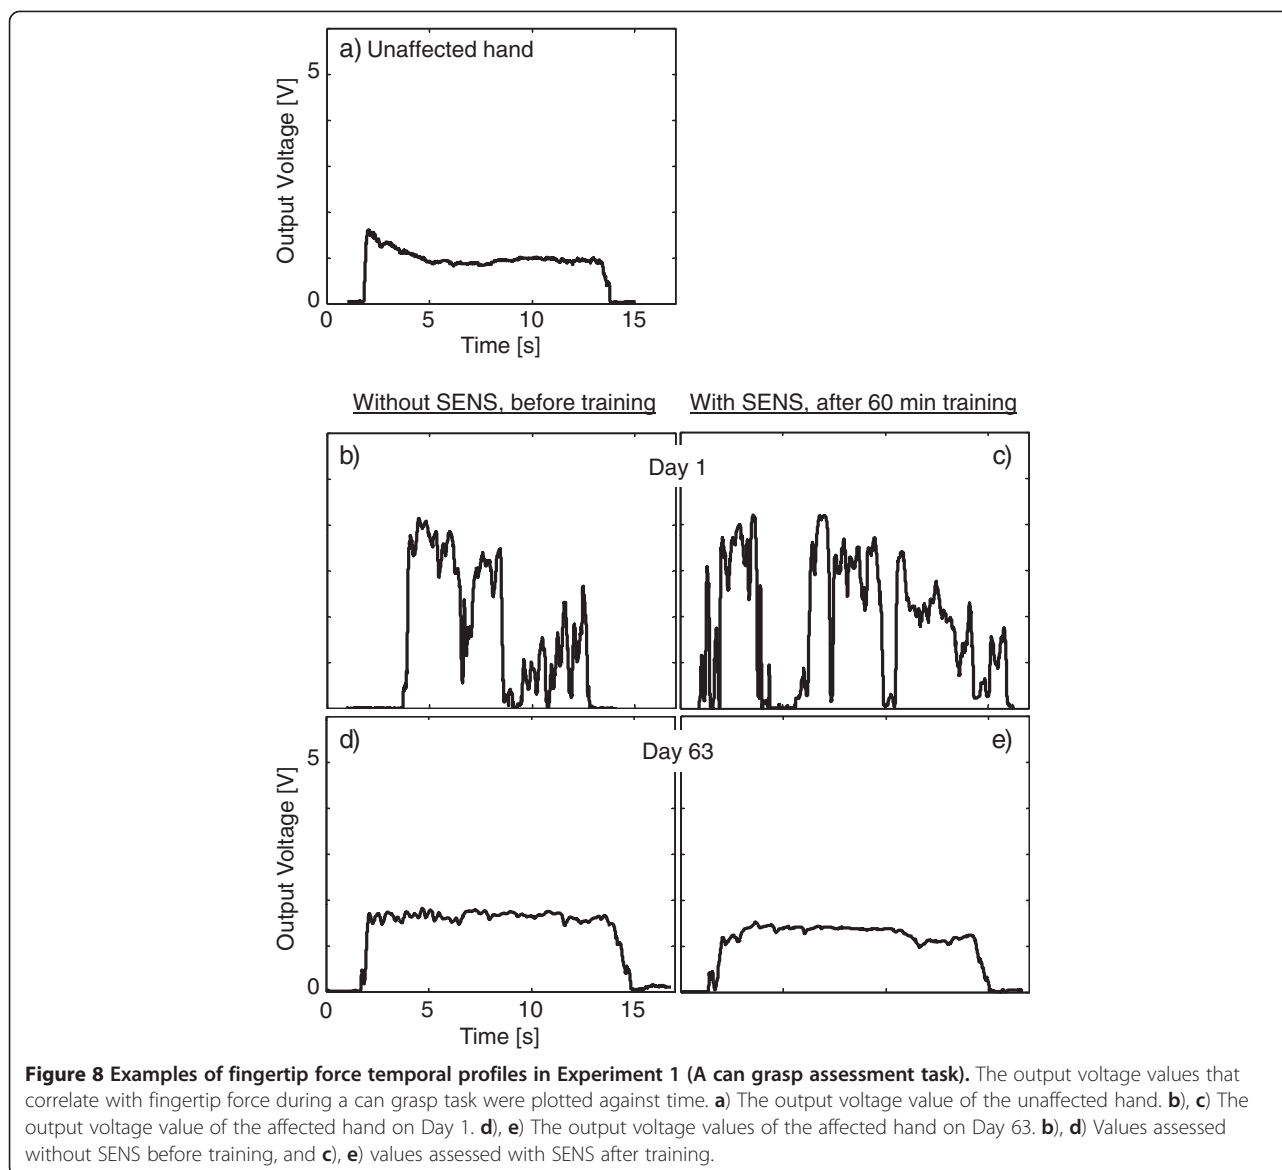 a) Unaffected hand
5
Output Voltage [V]
0
0 5 10 15
Time [s]
Without SENS, before training With SENS, after 60 min training
b) Day 1 c)
d) Day 63 e)
5
Output Voltage [V]
0
0 5 10 15
Time [s]
Figure 8 Examples of fingertip force temporal profiles in Experiment 1 (A can grasp assessment task). The output voltage values that
correlate with fingertip force during a can grasp task were plotted against time. a) The output voltage value of the unaffected hand. b), c) The
output voltage value of the affected hand on Day 1. d), e) The output voltage values of the affected hand on Day 63. b), d) Values assessed
without SENS before training, and c), e) values assessed with SENS after training.